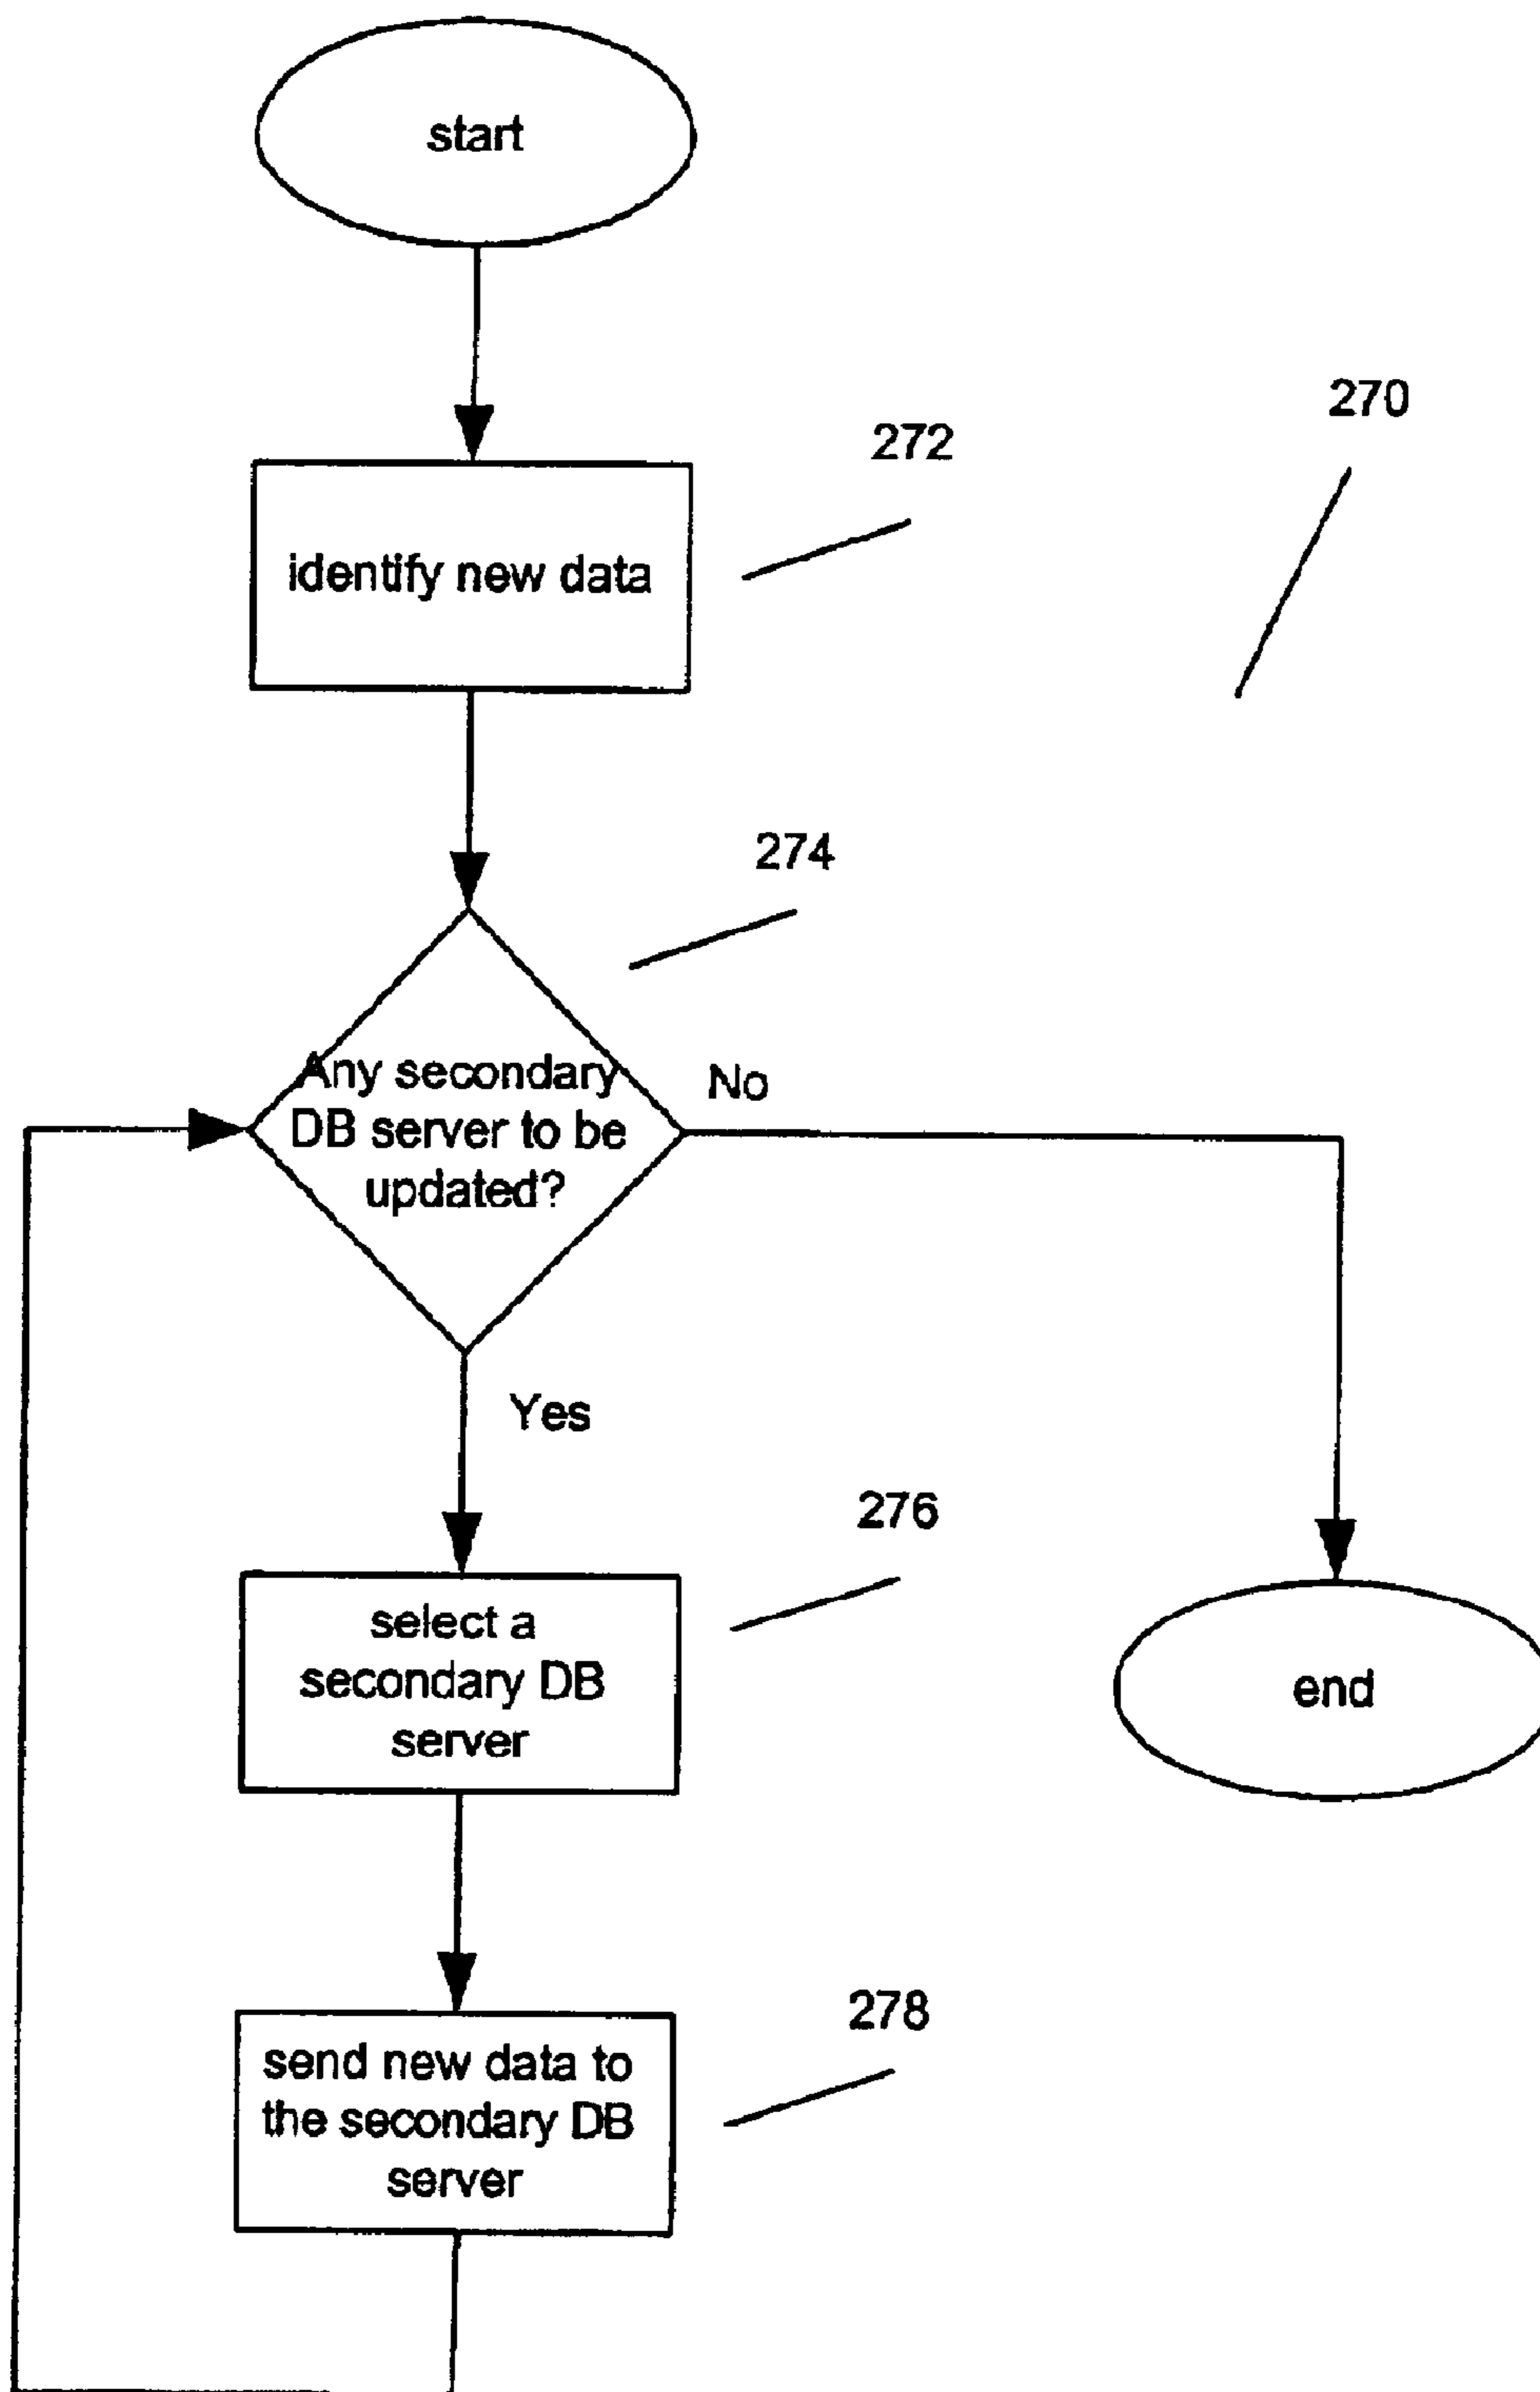 start
270
272
identify new data
274
Any secondary
DB server to be
updated?
No
Yes
276
select a
secondary DB
server
end
278
send new data to
the secondary DB
server